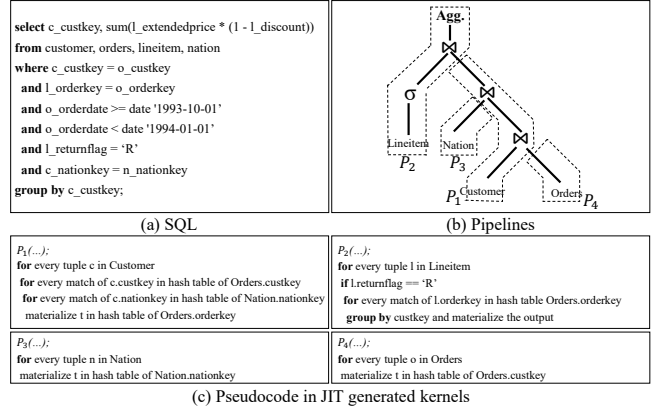 select c_custkey, sum(l_extendedprice * (1 - l_discount))
from customer, orders, lineitem, nation
where c_custkey = o_custkey
and l_orderkey = o_orderkey
and o_orderdate >= date '1993-10-01'
and o_orderdate < date '1994-01-01’
and l_returnflag = ‘R’
and c_nationkey = n_nationkey
group by c_custkey;
(a) SQL
Agg.
⋈
σ
⋈
⋈
Lineitem
Nation
P2
P3
P1
Customer
Orders
P4
(b) Pipelines
P1(...);
for every tuple c in Customer
for every match of c.custkey in hash table of Orders.custkey
for every match of c.nationkey in hash table of Nation.nationkey
materialize t in hash table of Orders.orderkey
P2(...);
for every tuple l in Lineitem
if l.returnflag == ‘R’
for every match of l.orderkey in hash table Orders.orderkey
group by custkey and materialize the output
P3(...);
for every tuple n in Nation
materialize t in hash table of Nation.nationkey
P4(...);
for every tuple o in Orders
materialize t in hash table of Orders.custkey
(c) Pseudocode in JIT generated kernels